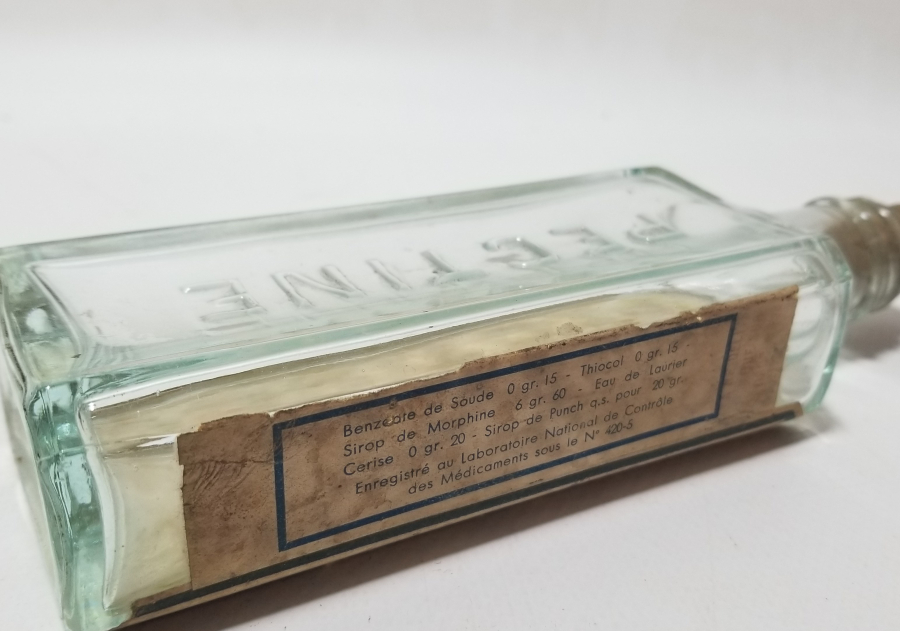 PECTINE
Benzoate de Soude 0 gr. 15 - Thiocol 0 gr. 15 -
Sirop de Morphine 6 gr. 60 - Eau de Laurier
Cerise 0 gr. 20 - Sirop de Punch q.s. pour 20 gr.
Enregistré au Laboratoire National de Contrôle
des Médicaments sous le N° 420-5